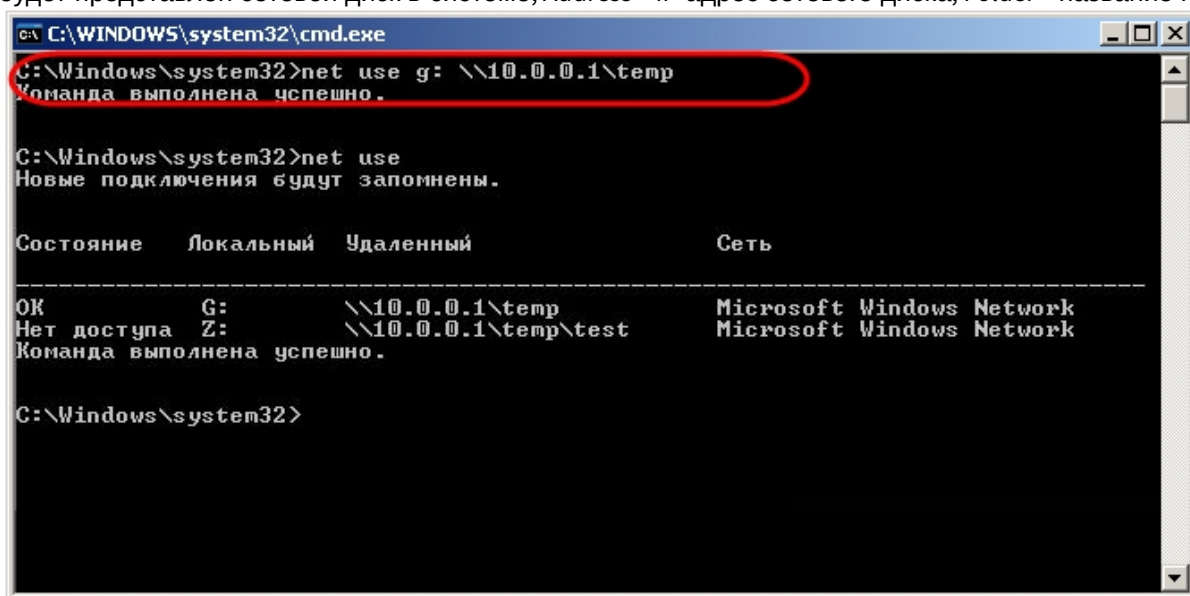 C:\WINDOWS\system32\cmd.exe
C:\Windows\system32>net use g: \\10.0.0.1\temp
Команда выполнена успешно.
C:\Windows\system32>net use
Новые подключения будут запомнены.
Состояние Локальный Удаленный Сеть
-------------------------------------------------------------------------------
ОК G: \\10.0.0.1\temp Microsoft Windows Network
Нет доступа Z: \\10.0.0.1\temp\test Microsoft Windows Network
Команда выполнена успешно.
C:\Windows\system32>